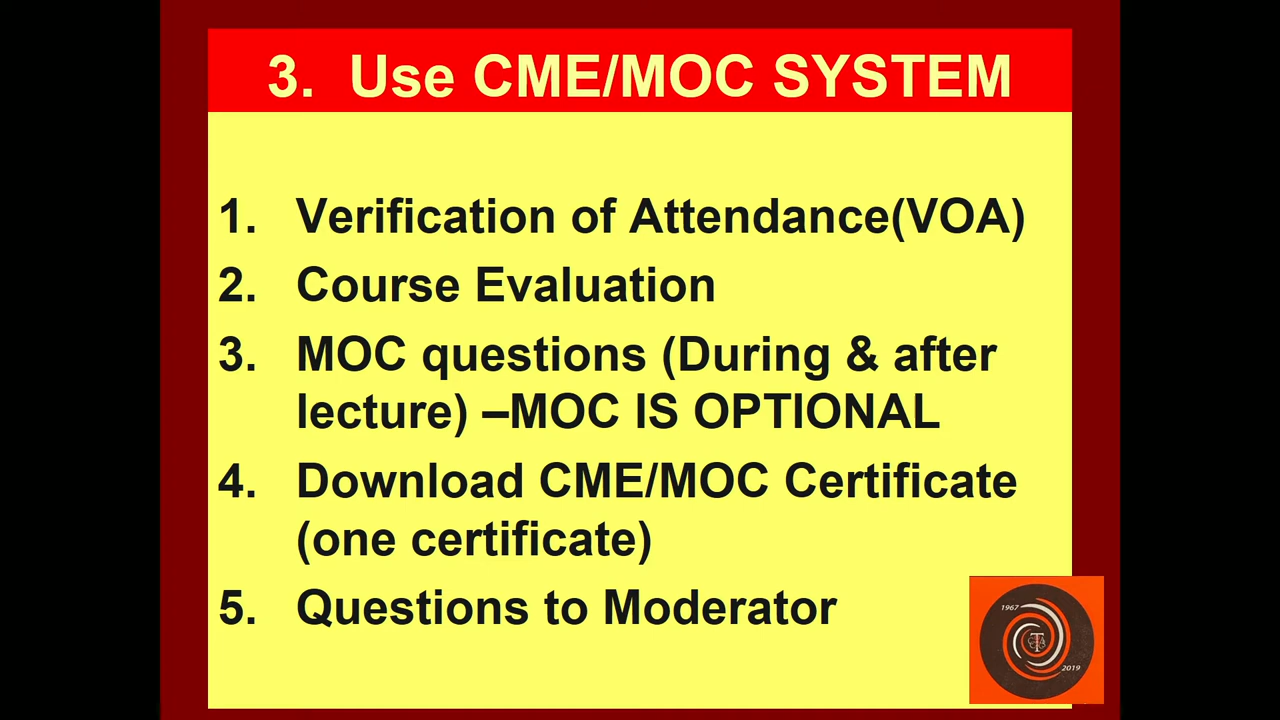 3. Use CME/MOC SYSTEM
1. Verification of Attendance(VOA)
2. Course Evaluation
3. MOC questions (During & after
lecture) –MOC IS OPTIONAL
4. Download CME/MOC Certificate
(one certificate)
5. Questions to Moderator
1967
2019